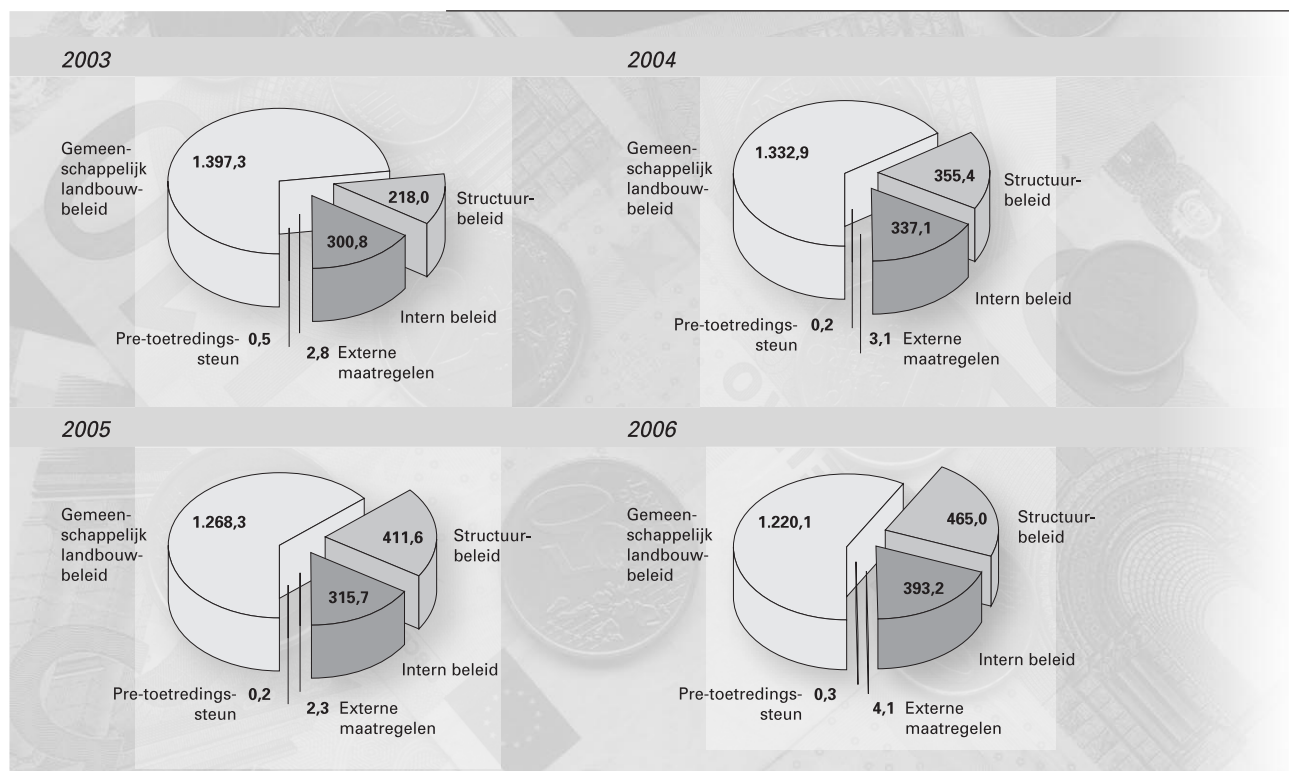 2003
Gemeen-
schappelijk
landbouw-
beleid
1.397,3
218,0
Structuur-
beleid
300,8
Intern beleid
Pre-toetredings-
steun
0,5
2,8 Externe
maatregelen
2004
Gemeen-
schappelijk
landbouw-
beleid
1.332,9
355,4
Structuur-
beleid
337,1
Intern beleid
Pre-toetredings-
steun
0,2
3,1 Externe
maatregelen
2005
Gemeen-
schappelijk
landbouw-
beleid
1.268,3
411,6
Structuur-
beleid
315,7
Intern beleid
Pre-toetredings-
steun
0,2
2,3 Externe
maatregelen
2006
Gemeen-
schappelijk
landbouw-
beleid
1.220,1
465,0
Structuur-
beleid
393,2
Intern beleid
Pre-toetredings-
steun
0,3
4,1 Externe
maatregelen